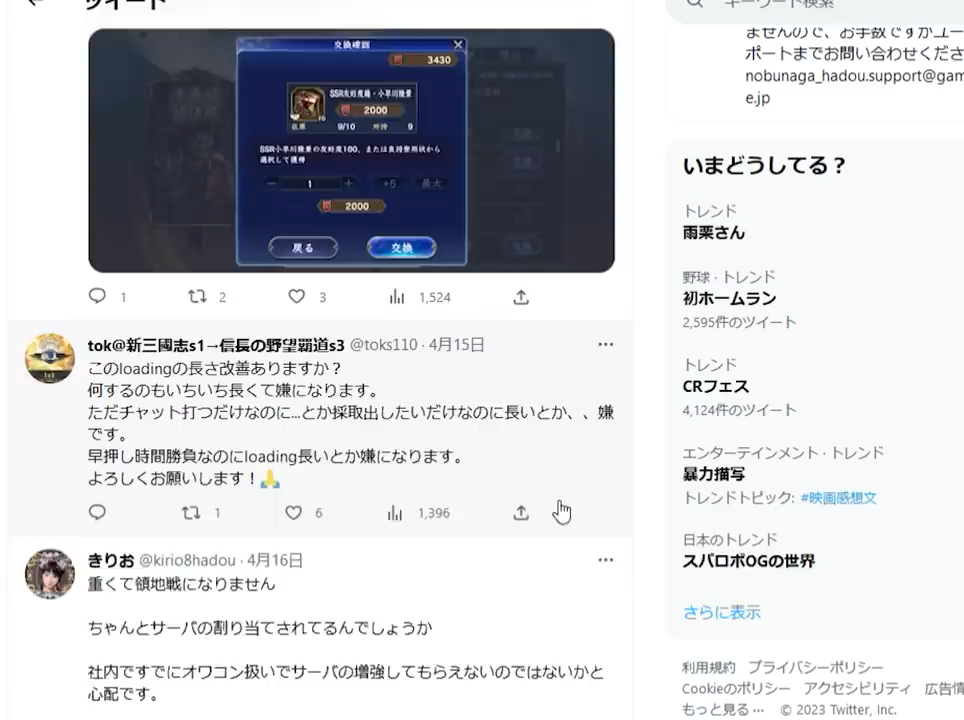 ツイート
キーワード検索
交換確認
3430
SSR友好度織・小早川隆景
2000
在庫 9/10 所持 9
SSR小早川隆景の友好度100、または良持登用状から
選択して獲得
1 +5 最大
2000
戻る 交換
1 2 3 1,524
tok@新三國志s1→信長の野望覇道s3 @toks110 · 4月15日
このloadingの長さ改善ありますか？
何するのもいちいち長くて嫌になります。
ただチャット打つだけなのに...とか採取出したいだけなのに長いとか、、嫌
です。
早押し時間勝負なのにloading長いとか嫌になります。
よろしくお願いします！🙏
1 6 1,396
きりお @kirio8hadou · 4月16日
重くて領地戦になりません
ちゃんとサーバの割り当てされてるんでしょうか
社内ですでにオワコン扱いでサーバの増強してもらえないのではないかと
心配です。
ませんので、お手数ですがユー
ポートまでお問い合わせくださ
nobunaga_hadou.support@gam
e.jp
いまどうしてる？
トレンド
雨栗さん
野球 · トレンド
初ホームラン
2,595件のツイート
トレンド
CRフェス
4,124件のツイート
エンターテインメント · トレンド
暴力描写
トレンドトピック: #映画感想文
日本のトレンド
スパロボOGの世界
さらに表示
利用規約 プライバシーポリシー
Cookieのポリシー アクセシビリティ 広告情
もっと見る… © 2023 Twitter, Inc.